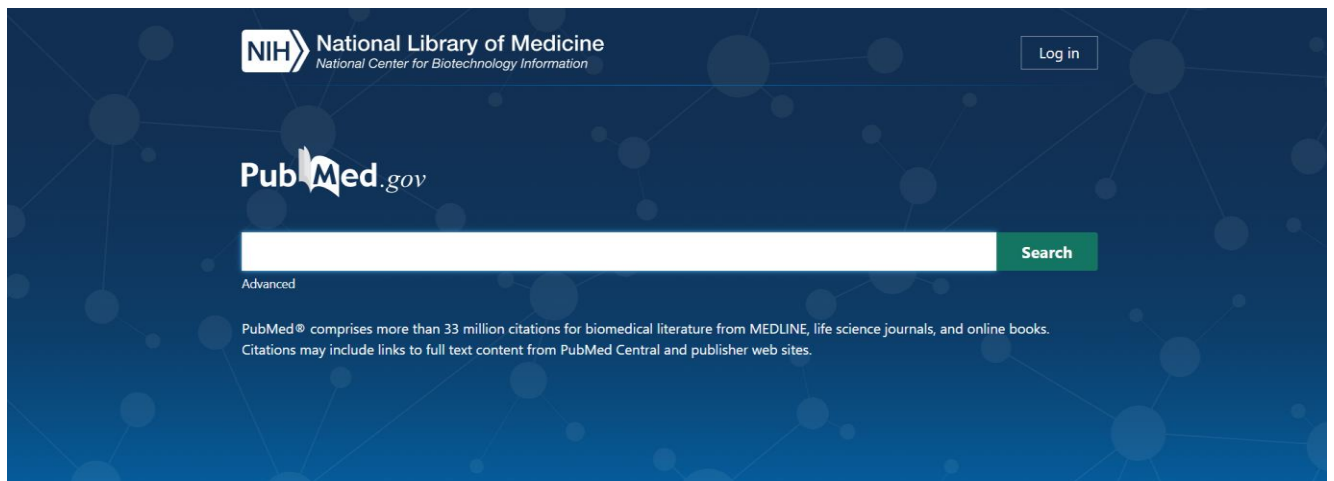 NIH National Library of Medicine
National Center for Biotechnology Information
Log in
PubMed.gov
Search
Advanced
PubMed® comprises more than 33 million citations for biomedical literature from MEDLINE, life science journals, and online books.
Citations may include links to full text content from PubMed Central and publisher web sites.